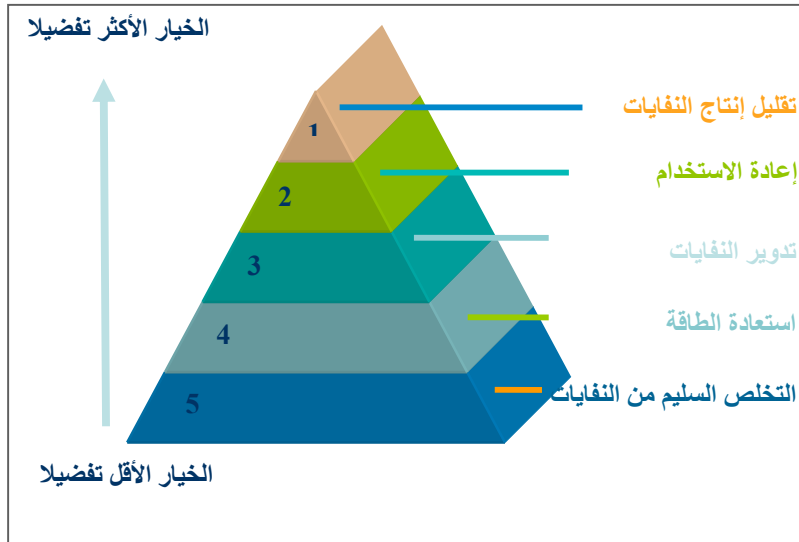 الخيار الأكثر تفضيلا
1
تقليل إنتاج النفايات
2
إعادة الاستخدام
3
تدوير النفايات
4
استعادة الطاقة
5
التخلص السليم من النفايات
الخيار الأقل تفضيلا